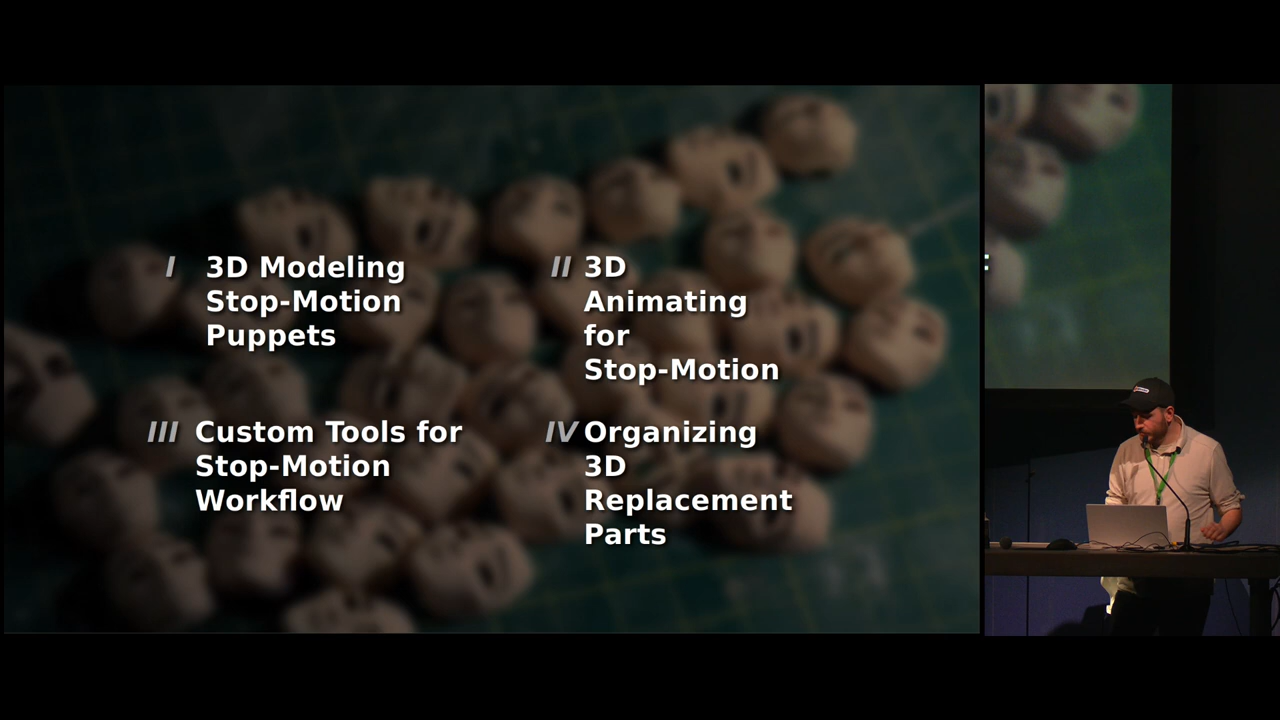 I 3D Modeling
Stop-Motion
Puppets
II 3D
Animating
for
Stop-Motion
III Custom Tools for
Stop-Motion
Workflow
IV Organizing
3D
Replacement
Parts